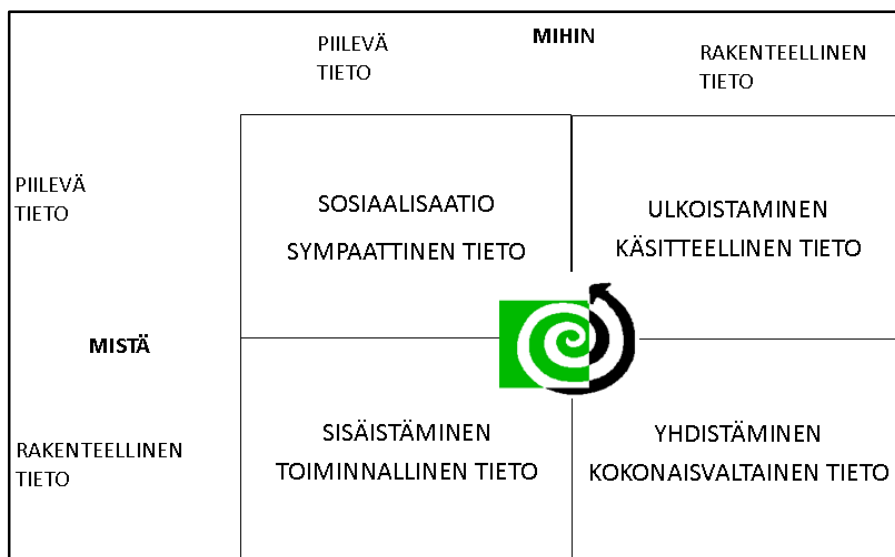 PIILEVÄ
TIETO
MIHIN
RAKENTEELLINEN
TIETO
PIILEVÄ
TIETO
SOSIAALISAATIO
SYMPAATTINEN TIETO
ULKOISTAMINEN
KÄSITTEELLINEN TIETO
MISTÄ
RAKENTEELLINEN
TIETO
SISÄISTÄMINEN
TOIMINNALLINEN TIETO
YHDISTÄMINEN
KOKONAISVALTAINEN TIETO